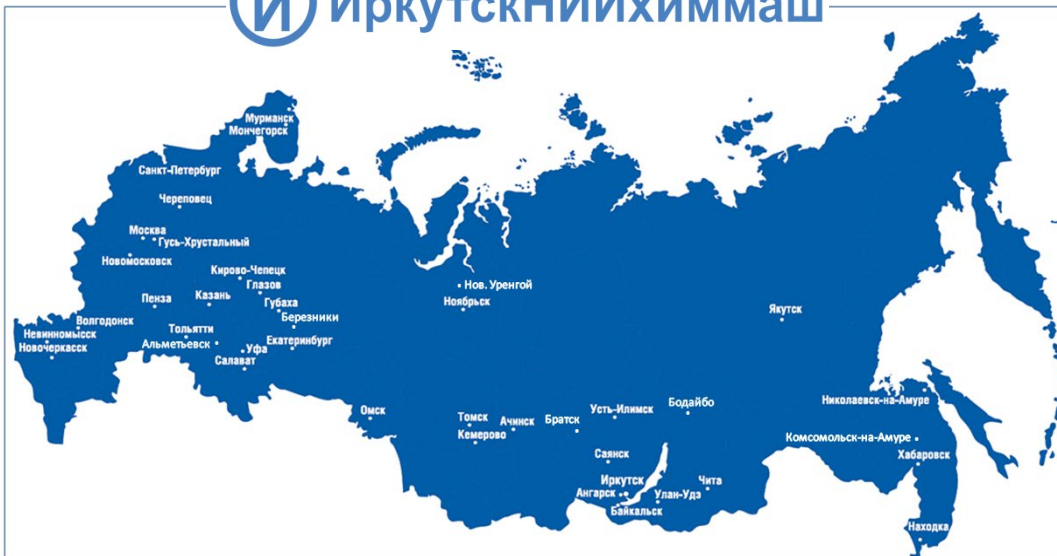 И ИркутскНИИхиммаш
Мурманск
Мончегорск
Санкт-Петербург
Череповец
Москва
Гусь-Хрустальный
Новомосковск
Кирово-Чепецк
Глазов
Казань
Пенза
Губаха
Березники
Волгодонск
Невинномысск
Новочеркасск
Тольятти
Альметьевск
Уфа
Екатеринбург
Салават
Нов. Уренгой
Ноябрьск
Якутск
Омск
Томск
Кемерово
Ачинск
Братск
Усть-Илимск
Бодайбо
Саянск
Иркутск
Ангарск
Байкальск
Улан-Удэ
Чита
Николаевск-на-Амуре
Комсомольск-на-Амуре
Хабаровск
Находка